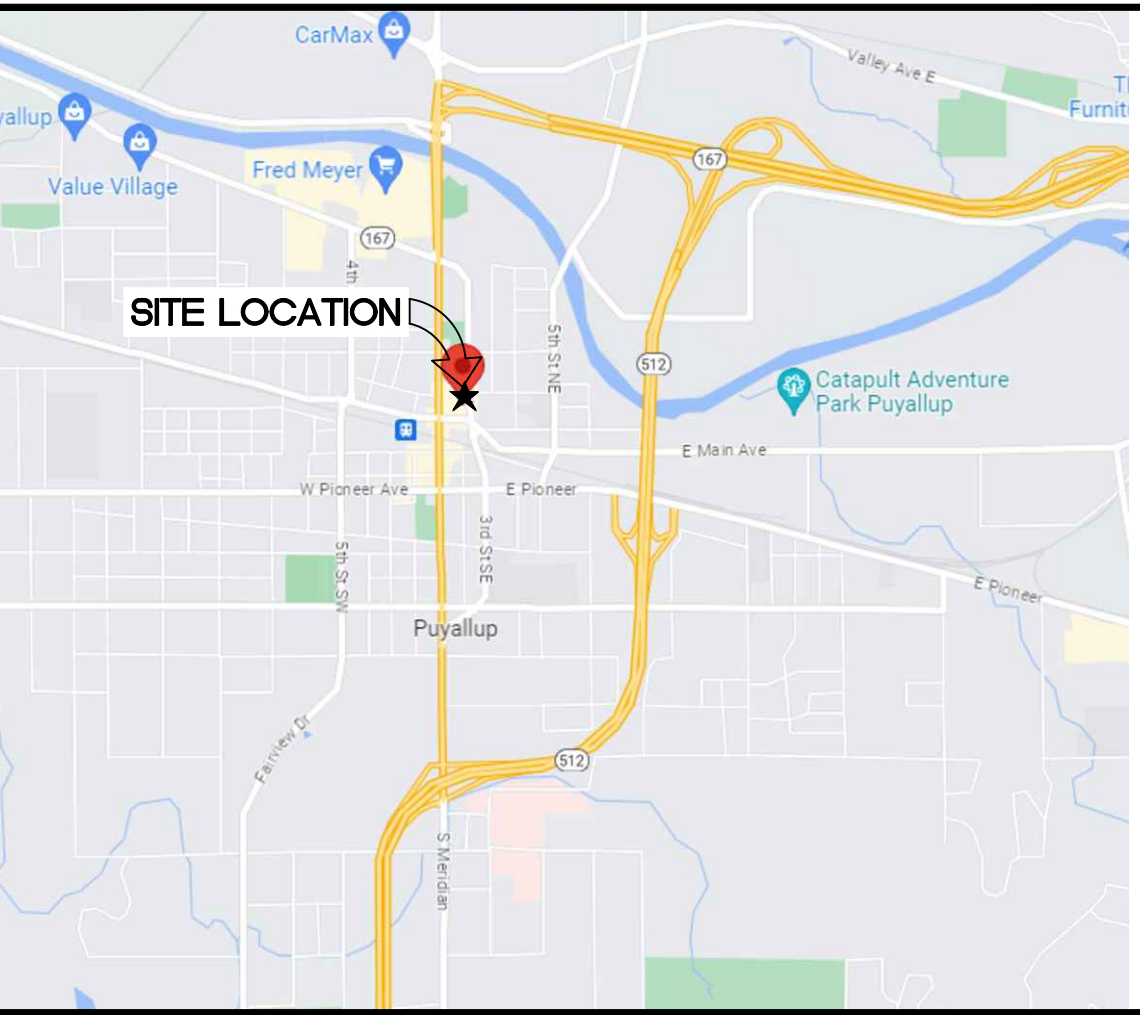 CarMax
Valley Ave E
Furnitu
yallup
Value Village
Fred Meyer
167
167
4th
SITE LOCATION
5th St NE
512
Catapult Adventure
Park Puyallup
E Main Ave
W Pioneer Ave
E Pioneer
3rd St SE
5th St SW
E Pioneer
Puyallup
Fairview Dr
512
S Meridian